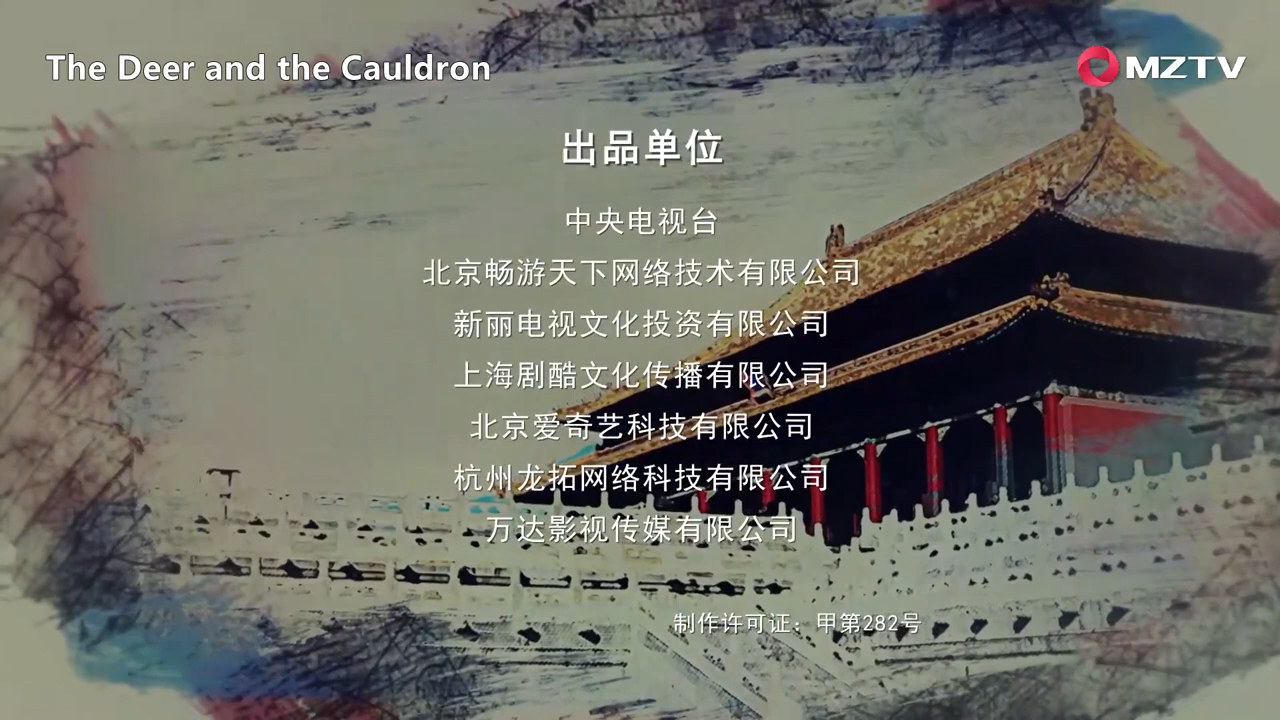 The Deer and the Cauldron
MZTV
出品单位
中央电视台
北京畅游天下网络技术有限公司
新丽电视文化投资有限公司
上海剧酷文化传播有限公司
北京爱奇艺科技有限公司
杭州龙拓网络科技有限公司
万达影视传媒有限公司
制作许可证：甲第282号